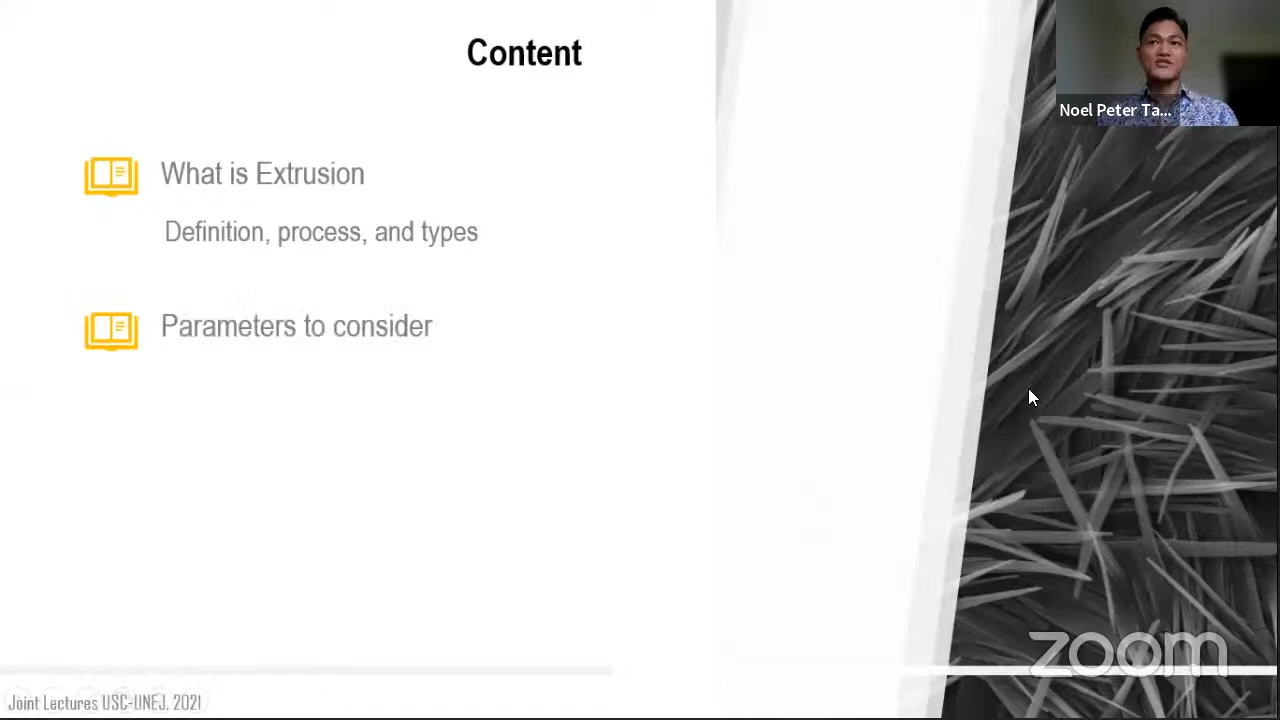 Content
Noel Peter Ta...
What is Extrusion
Definition, process, and types
Parameters to consider
zoom
Joint Lectures USC-UNEJ, 2021